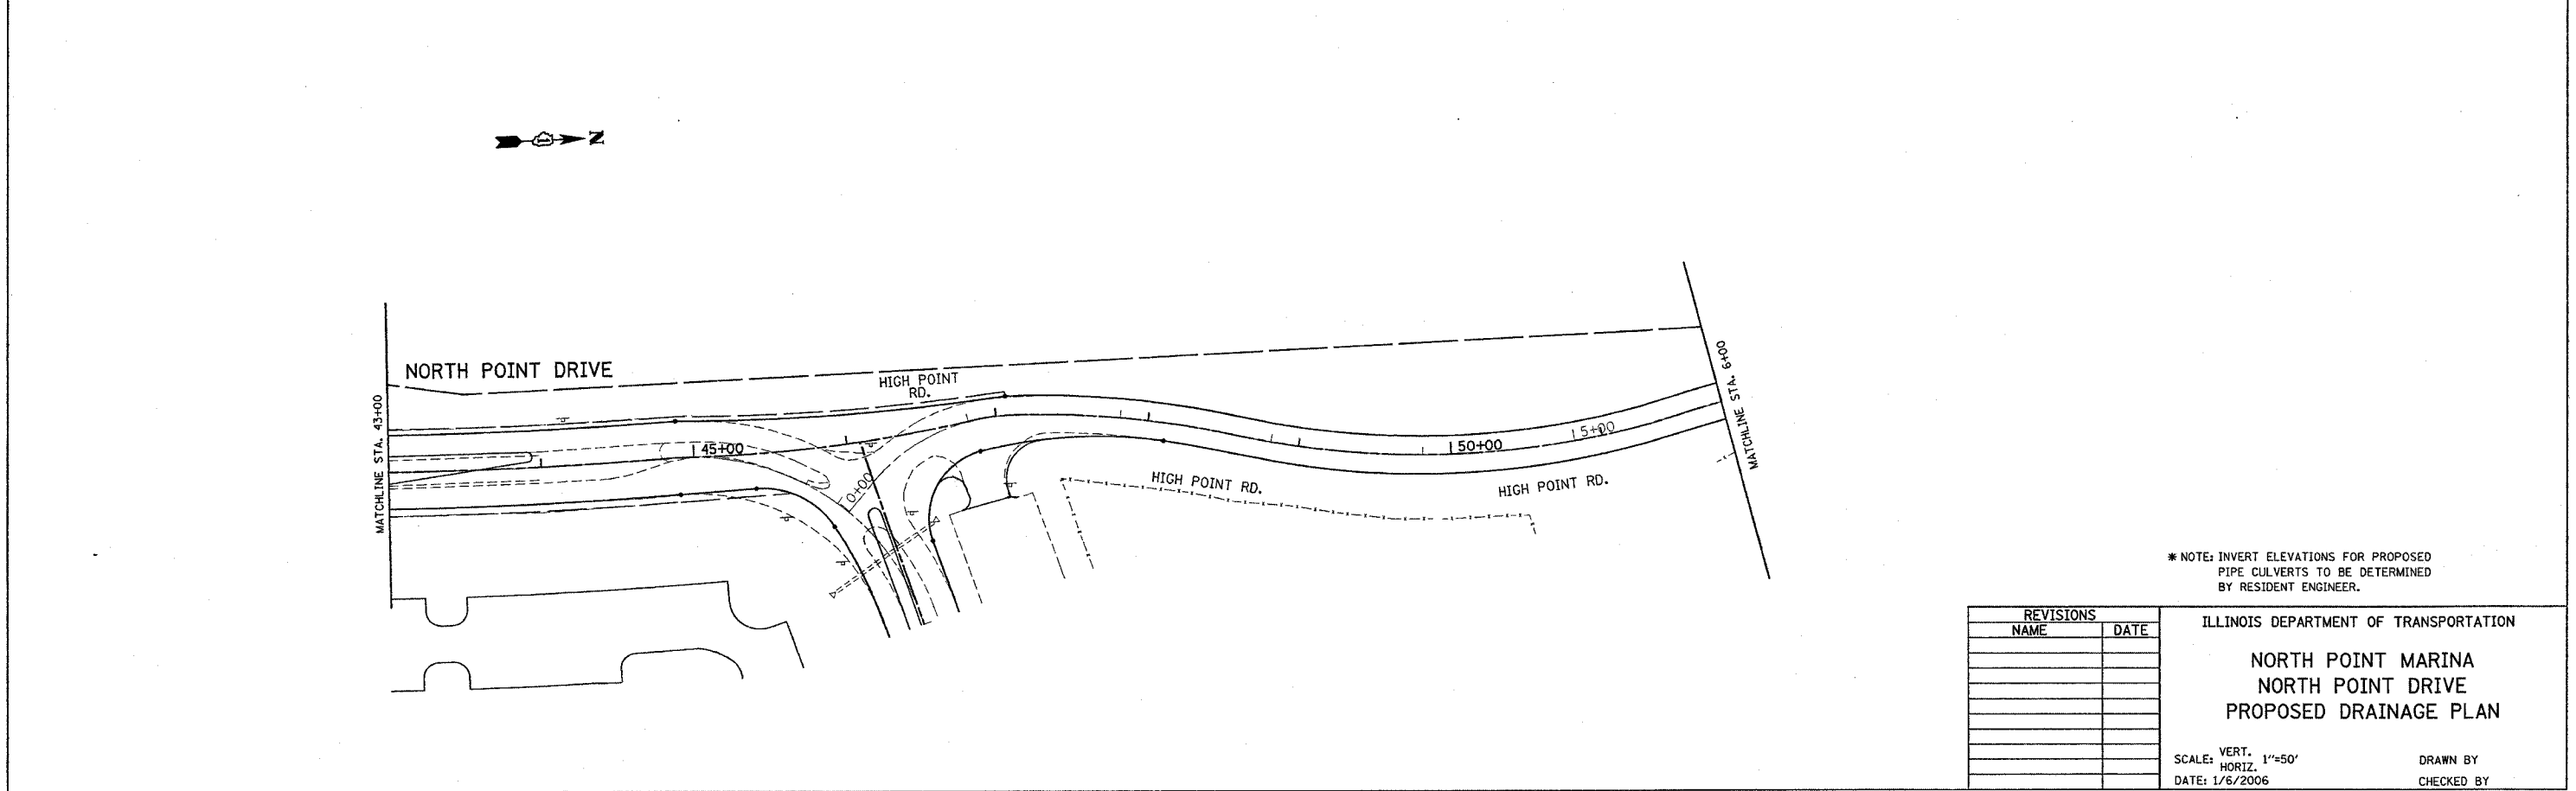 N
NORTH POINT DRIVE
HIGH POINT
RD.
MATCHLINE STA. 43+00
45+00
0+00
50+00
5+00
HIGH POINT RD.
HIGH POINT RD.
MATCHLINE STA. 6+00
* NOTE: INVERT ELEVATIONS FOR PROPOSED
PIPE CULVERTS TO BE DETERMINED
BY RESIDENT ENGINEER.
REVISIONS
NAME DATE
ILLINOIS DEPARTMENT OF TRANSPORTATION
NORTH POINT MARINA
NORTH POINT DRIVE
PROPOSED DRAINAGE PLAN
SCALE: VERT. 1"=50'
HORIZ.
DRAWN BY
DATE: 1/6/2006
CHECKED BY